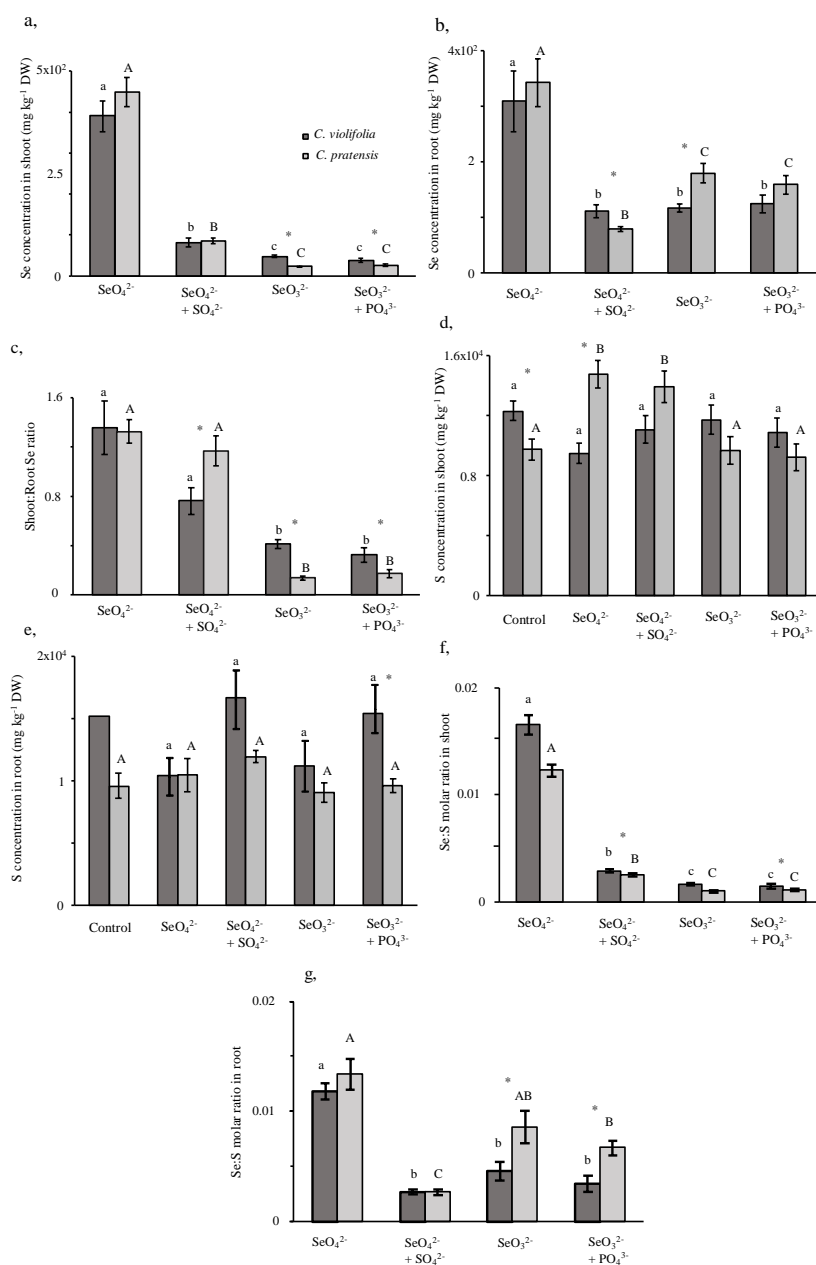 a,
Se concentration in shoot (mg kg⁻¹ DW)
5x10²
2.5
0
a A
b B
* c C
* c C
C. violifolia
C. pratensis
SeO₄²⁻ SeO₄²⁻ SeO₃²⁻ SeO₃²⁻
+ SO₄²⁻ + PO₄³⁻
b,
Se concentration in root (mg kg⁻¹ DW)
4x10²
2
0
a A
* b B
* b C
b C
SeO₄²⁻ SeO₄²⁻ SeO₃²⁻ SeO₃²⁻
+ SO₄²⁻ + PO₄³⁻
c,
Shoot:Root Se ratio
1.6
0.8
0
a A
* a A
b * B
b * B
SeO₄²⁻ SeO₄²⁻ SeO₃²⁻ SeO₃²⁻
+ SO₄²⁻ + PO₄³⁻
d,
S concentration in shoot (mg kg⁻¹ DW)
1.6x10⁴
0.8
0
a * A
a * B
a B
a A
a A
Control SeO₄²⁻ SeO₄²⁻ SeO₃²⁻ SeO₃²⁻
+ SO₄²⁻ + PO₄³⁻
e,
S concentration in root (mg kg⁻¹ DW)
2x10⁴
1
0
A
a A
a A
a A
a * A
Control SeO₄²⁻ SeO₄²⁻ SeO₃²⁻ SeO₃²⁻
+ SO₄²⁻ + PO₄³⁻
f,
Se:S molar ratio in shoot
0.02
0.01
0
a A
* b B
c C
* c C
SeO₄²⁻ SeO₄²⁻ SeO₃²⁻ SeO₃²⁻
+ SO₄²⁻ + PO₄³⁻
g,
Se:S molar ratio in root
0.02
0.01
0
a A
b C
* b AB
* b B
SeO₄²⁻ SeO₄²⁻ SeO₃²⁻ SeO₃²⁻
+ SO₄²⁻ + PO₄³⁻